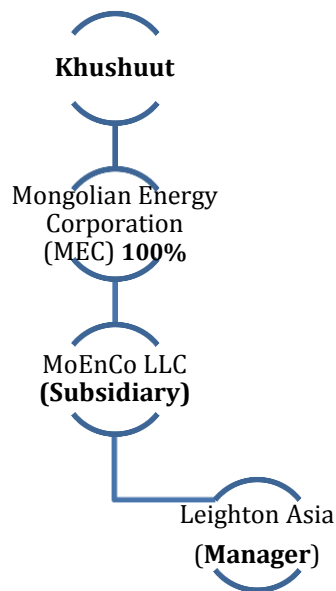 Khushuut
Mongolian Energy
Corporation
(MEC) 100%
MoEnCo LLC
(Subsidiary)
Leighton Asia
(Manager)